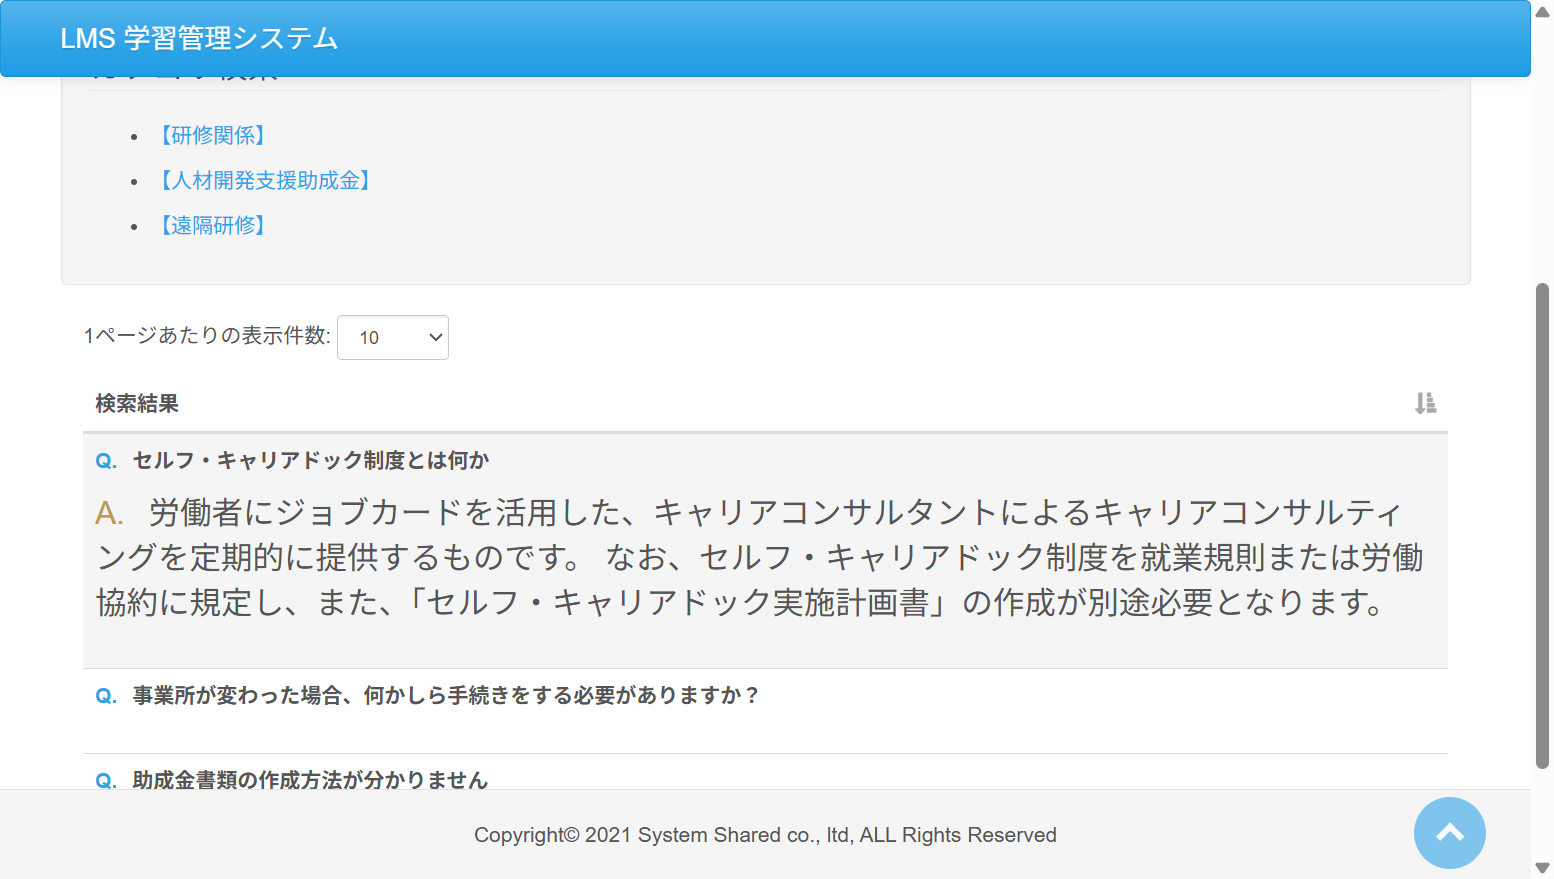 LMS 学習管理システム
【研修関係】
【人材開発支援助成金】
【遠隔研修】
1ページあたりの表示件数: 10
検索結果
Q. セルフ・キャリアドック制度とは何か
A. 労働者にジョブカードを活用した、キャリアコンサルタントによるキャリアコンサルティ
ングを定期的に提供するものです。 なお、セルフ・キャリアドック制度を就業規則または労働
協約に規定し、また、「セルフ・キャリアドック実施計画書」の作成が別途必要となります。
Q. 事業所が変わった場合、何かしら手続きをする必要がありますか？
Q. 助成金書類の作成方法が分かりません
Copyright© 2021 System Shared co., ltd, ALL Rights Reserved